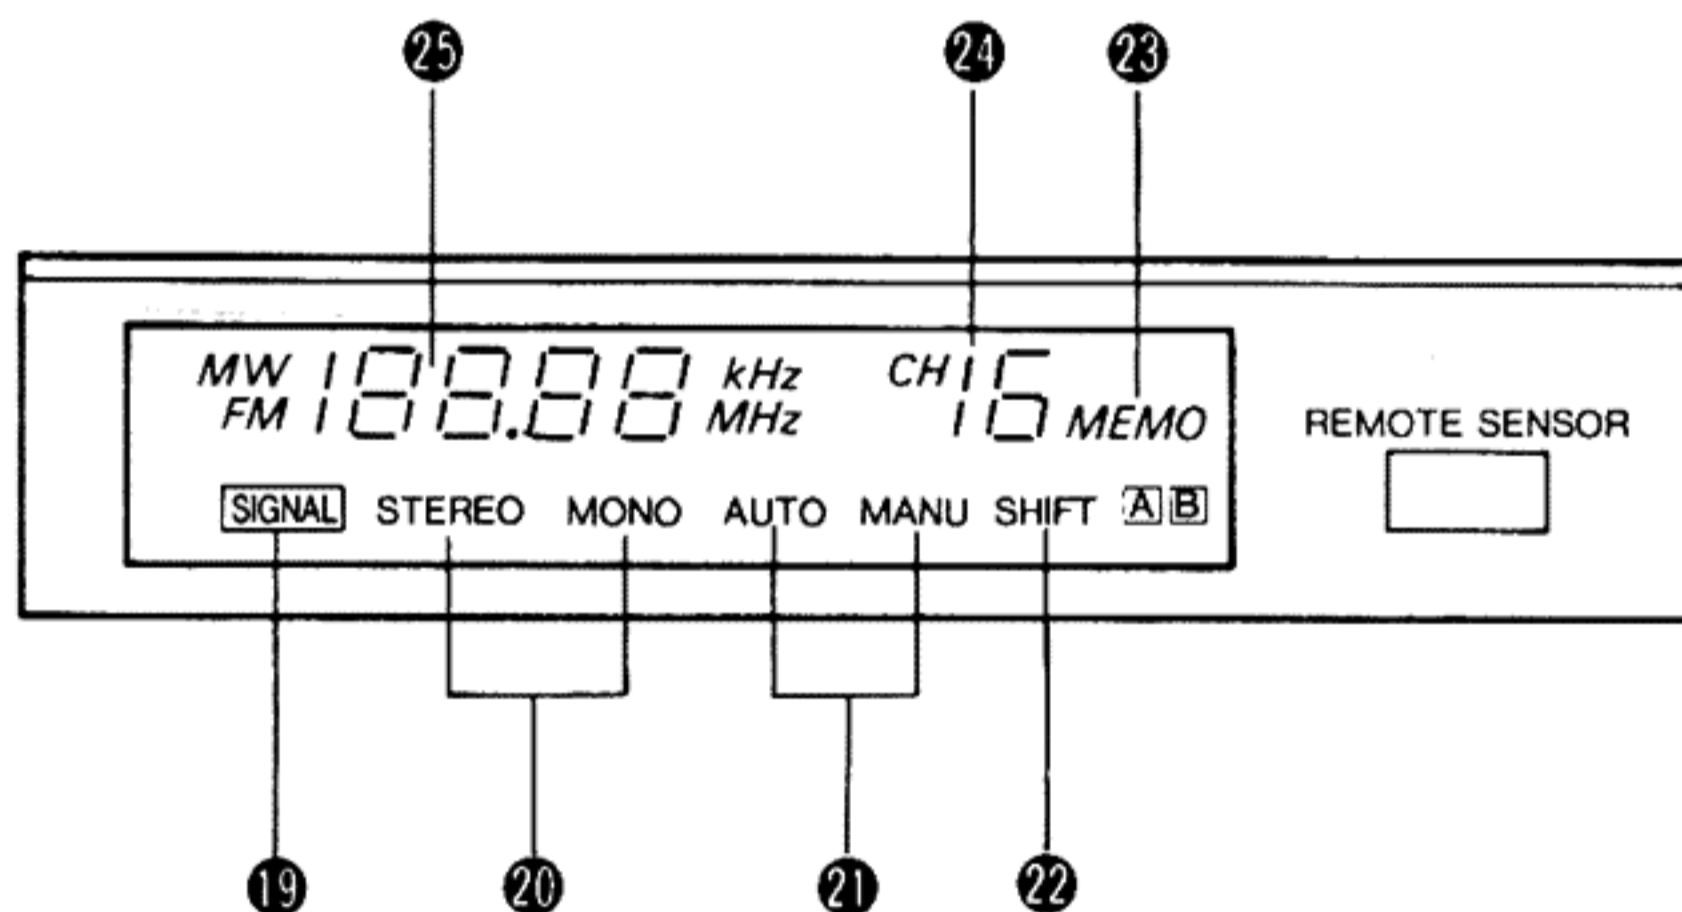 25 24 23
MW 188.88 kHz CH 16
FM MHz MEMO
REMOTE SENSOR
SIGNAL STEREO MONO AUTO MANU SHIFT A B
19 20 21 22